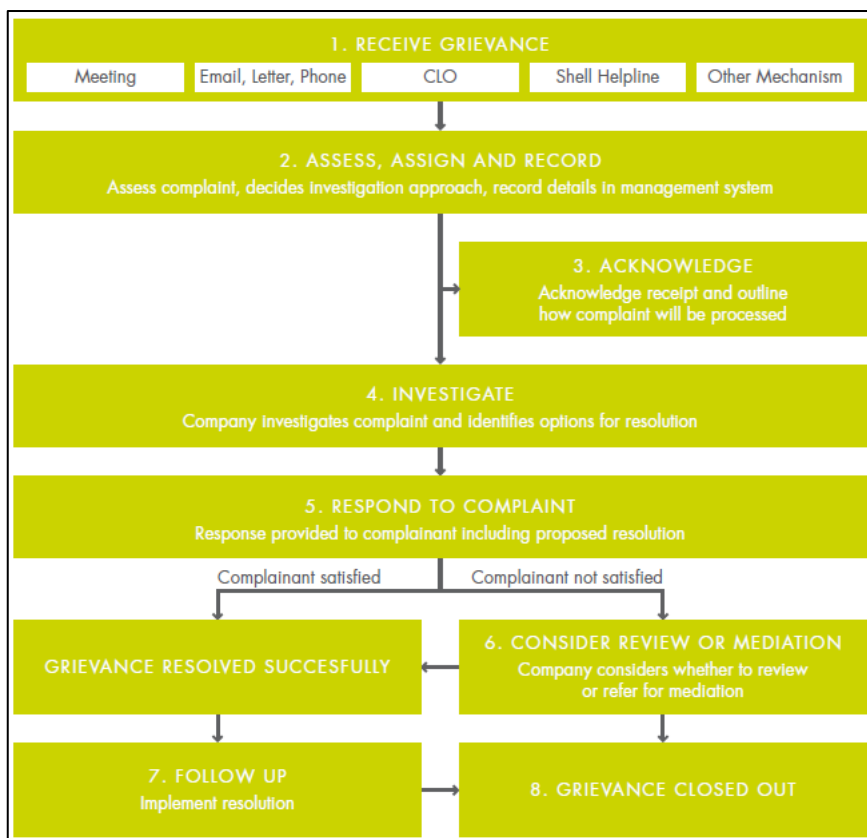 1. RECEIVE GRIEVANCE
Meeting
Email, Letter, Phone
CLO
Shell Helpline
Other Mechanism
2. ASSESS, ASSIGN AND RECORD
Assess complaint, decides investigation approach, record details in management system
3. ACKNOWLEDGE
Acknowledge receipt and outline
how complaint will be processed
4. INVESTIGATE
Company investigates complaint and identifies options for resolution
5. RESPOND TO COMPLAINT
Response provided to complainant including proposed resolution
Complainant satisfied
Complainant not satisfied
GRIEVANCE RESOLVED SUCCESFULLY
6. CONSIDER REVIEW OR MEDIATION
Company considers whether to review
or refer for mediation
7. FOLLOW UP
Implement resolution
8. GRIEVANCE CLOSED OUT